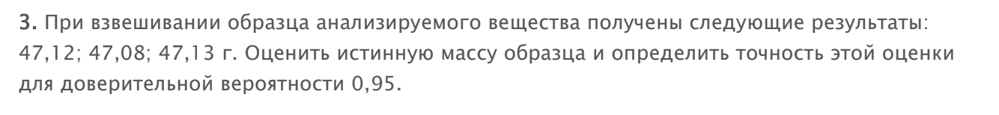 3. При взвешивании образца анализируемого вещества получены следующие результаты:
47,12; 47,08; 47,13 г. Оценить истинную массу образца и определить точность этой оценки
для доверительной вероятности 0,95.